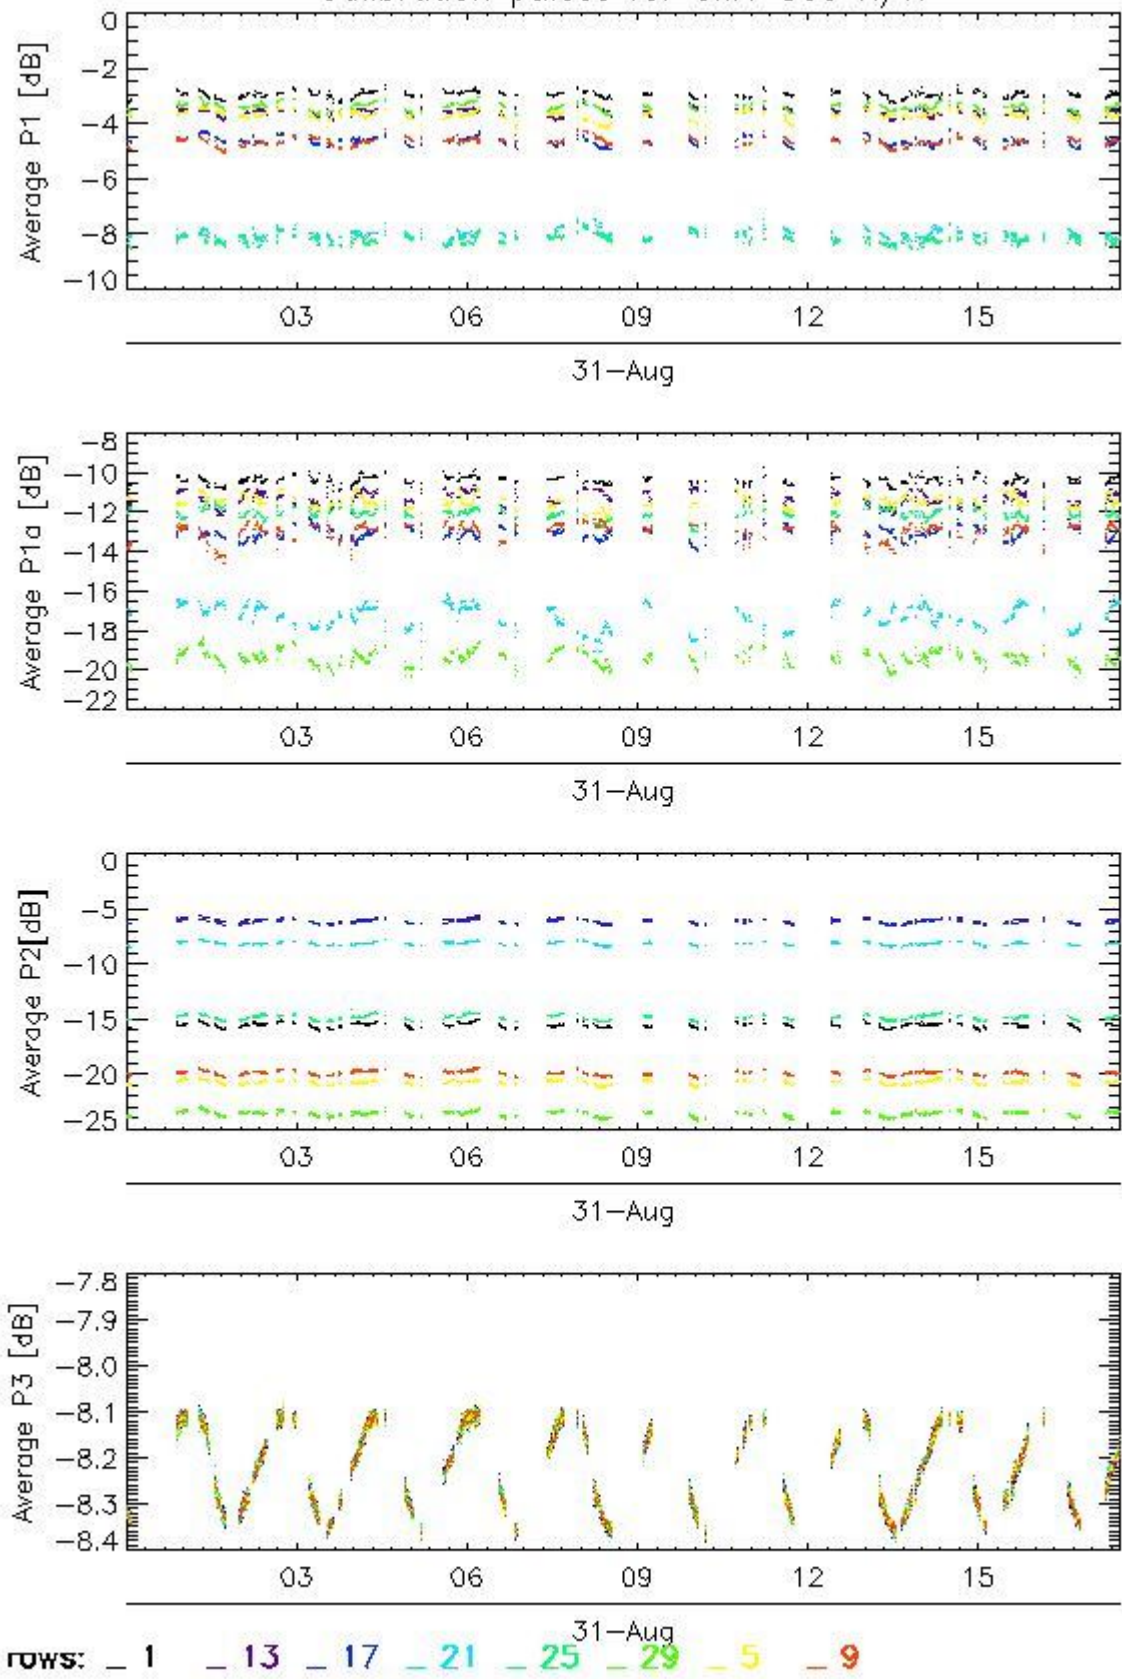 0
-2
-4
-6
-8
-10
Average P1 [dB]
03 06 09 12 15
31-Aug
-8
-10
-12
-14
-16
-18
-20
-22
Average P1a [dB]
03 06 09 12 15
31-Aug
0
-5
-10
-15
-20
-25
Average P2[dB]
03 06 09 12 15
31-Aug
-7.8
-7.9
-8.0
-8.1
-8.2
-8.3
-8.4
Average P3 [dB]
03 06 09 12 15
31-Aug
rows: _ 1 _ 13 _ 17 _ 21 _ 25 _ 29 _ 5 _ 9